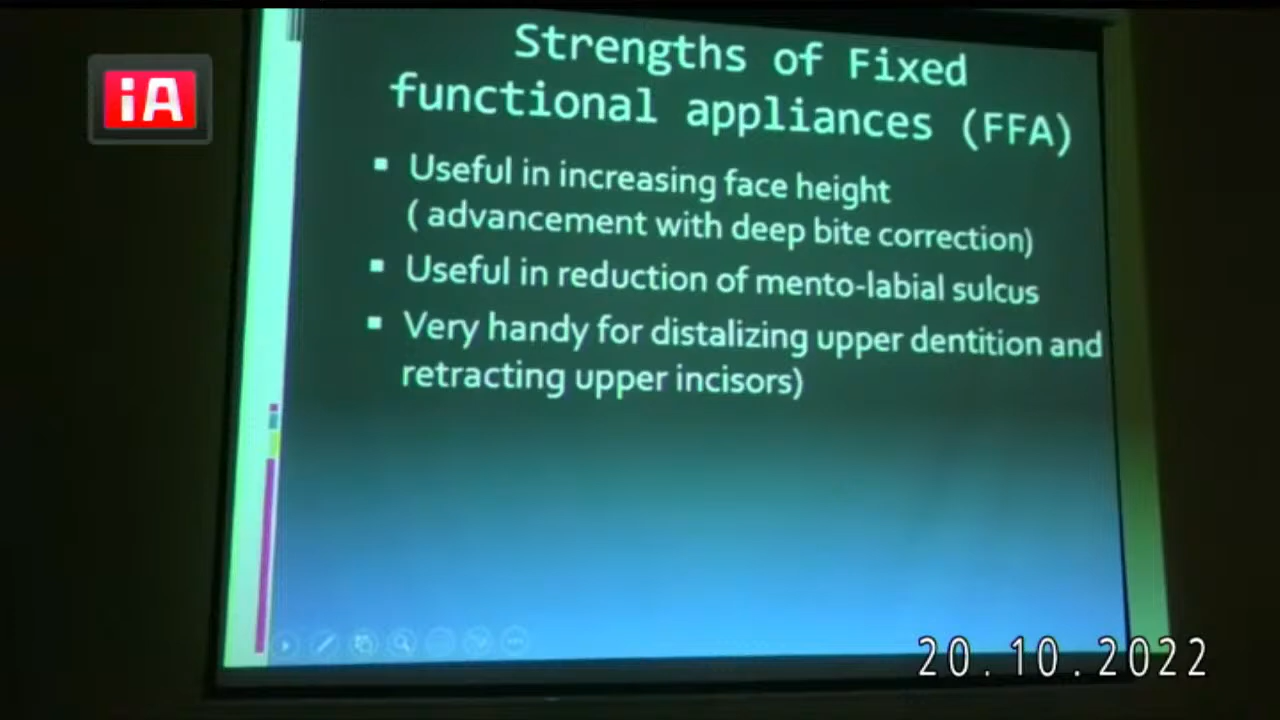 iA
Strengths of Fixed
functional appliances (FFA)
▪ Useful in increasing face height
( advancement with deep bite correction)
▪ Useful in reduction of mento-labial sulcus
▪ Very handy for distalizing upper dentition and
retracting upper incisors)
20.10.2022